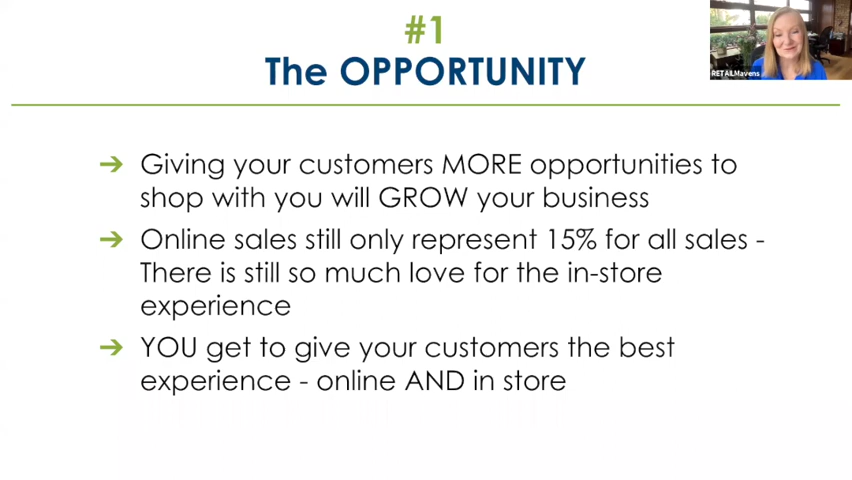 #1
The OPPORTUNITY
RETAILMavens
➔ Giving your customers MORE opportunities to
shop with you will GROW your business
➔ Online sales still only represent 15% for all sales -
There is still so much love for the in-store
experience
➔ YOU get to give your customers the best
experience - online AND in store